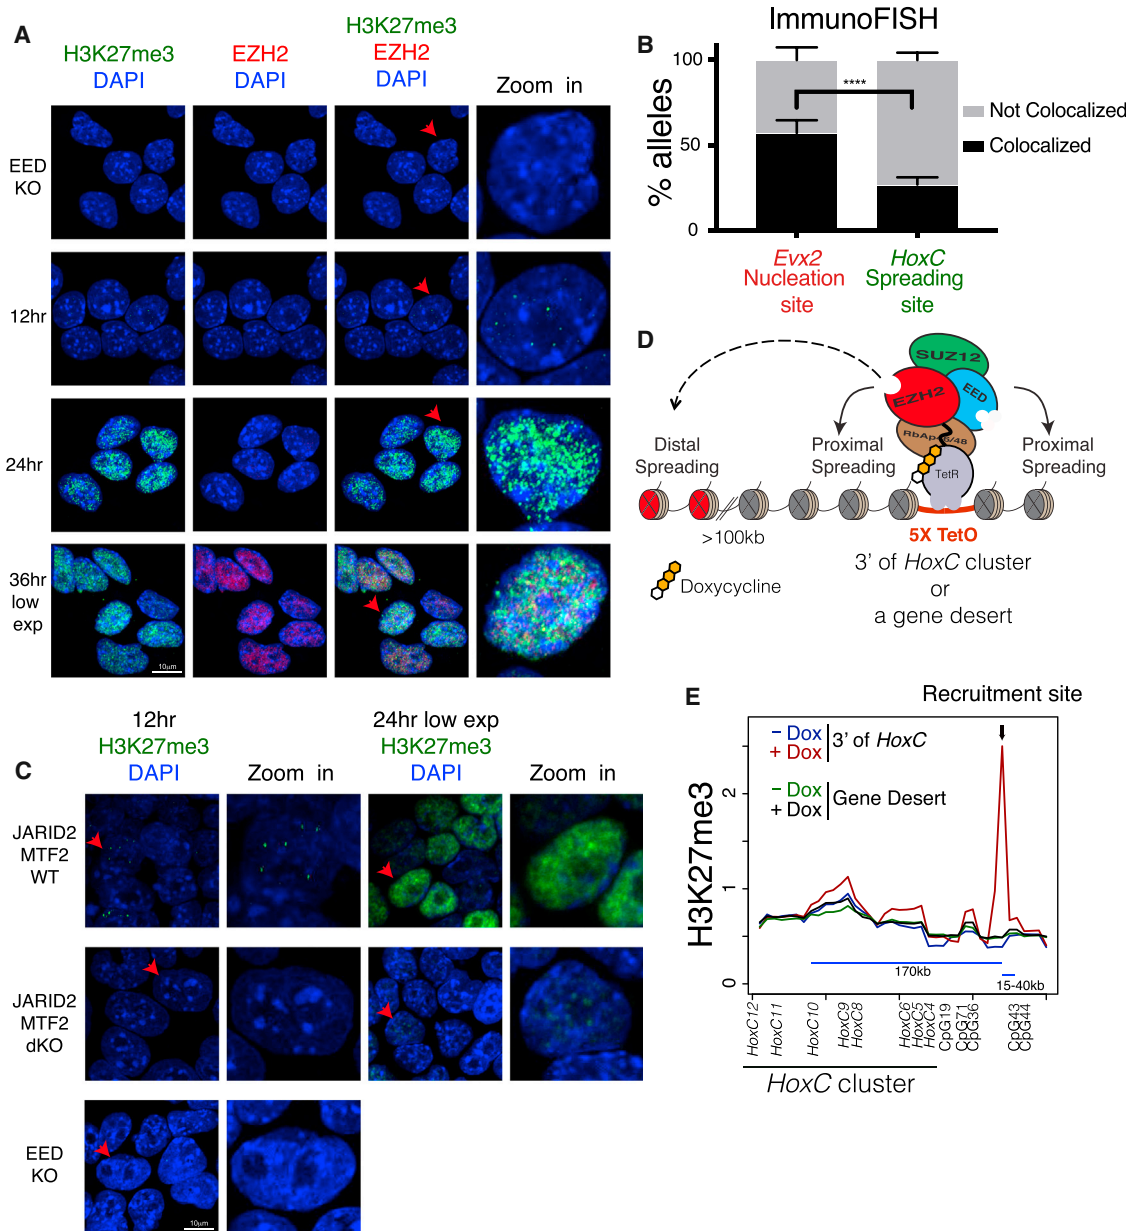 A
H3K27me3
DAPI
EZH2
DAPI
H3K27me3
EZH2
DAPI
Zoom in
EED
KO
12hr
24hr
36hr
low
exp
10μm
B
ImmunoFISH
% alleles
100
50
0
****
Not Colocalized
Colocalized
Evx2
Nucleation
site
HoxC
Spreading
site
C
12hr
H3K27me3
DAPI
Zoom in
24hr low exp
H3K27me3
DAPI
Zoom in
JARID2
MTF2
WT
JARID2
MTF2
dKO
EED
KO
10μm
D
SUZ12
EZH2
EED
RbAp46/48
TetR
Distal
Spreading
Proximal
Spreading
Proximal
Spreading
>100kb
5X TetO
3' of HoxC cluster
or
a gene desert
Doxycycline
E
Recruitment site
− Dox
+ Dox
3' of HoxC
− Dox
+ Dox
Gene Desert
H3K27me3
2
1
0
170kb
15-40kb
HoxC12
HoxC11
HoxC10
HoxC9
HoxC8
HoxC6
HoxC5
HoxC4
CpG19
CpG71
CpG36
CpG43
CpG44
HoxC cluster